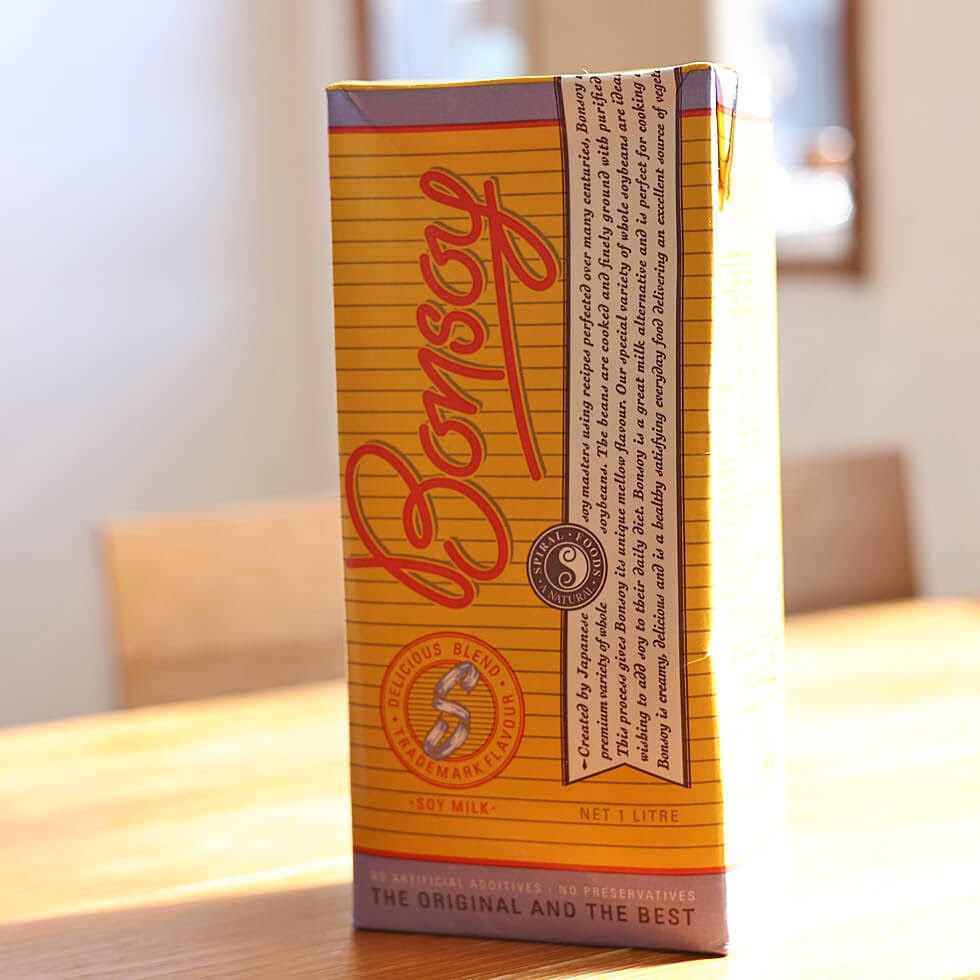 Bonsoy
Created by Japanese soy masters using recipes perfected over many centuries, Bonsoy
premium variety of whole soybeans. The beans are cooked and finely ground with purified
This process gives Bonsoy its unique mellow flavour. Our special variety of whole soybeans are
wishing to add soy to their daily diet. Bonsoy is a great milk alternative and is perfect for cooking
Bonsoy is creamy, delicious and is a healthy satisfying everyday food delivering an excellent source of
SPIRAL · FOODS
· A NATURAL ·
DELICIOUS BLEND
· TRADEMARK FLAVOUR ·
S
·SOY MILK·
NET 1 LITRE
NO ARTIFICIAL ADDITIVES · NO PRESERVATIVES
THE ORIGINAL AND THE BEST